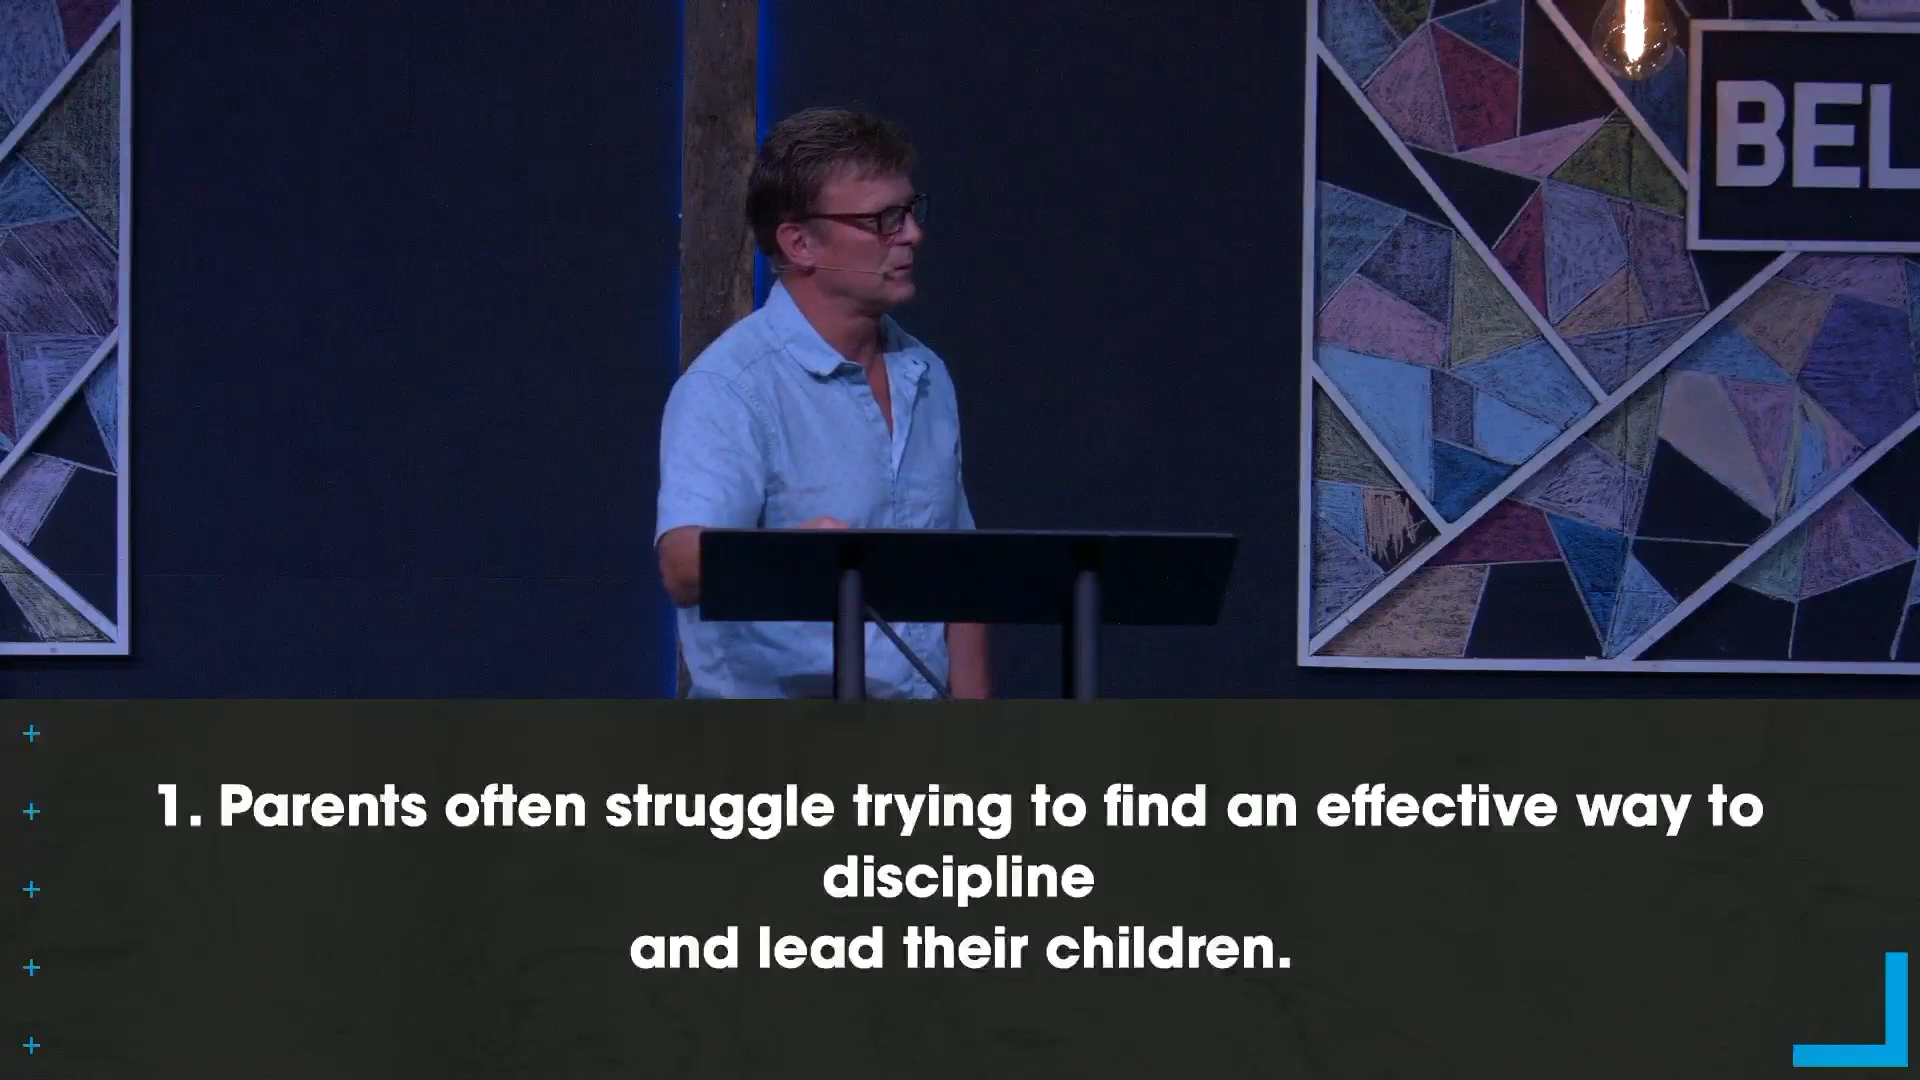 BEL
1. Parents often struggle trying to find an effective way to
discipline
and lead their children.